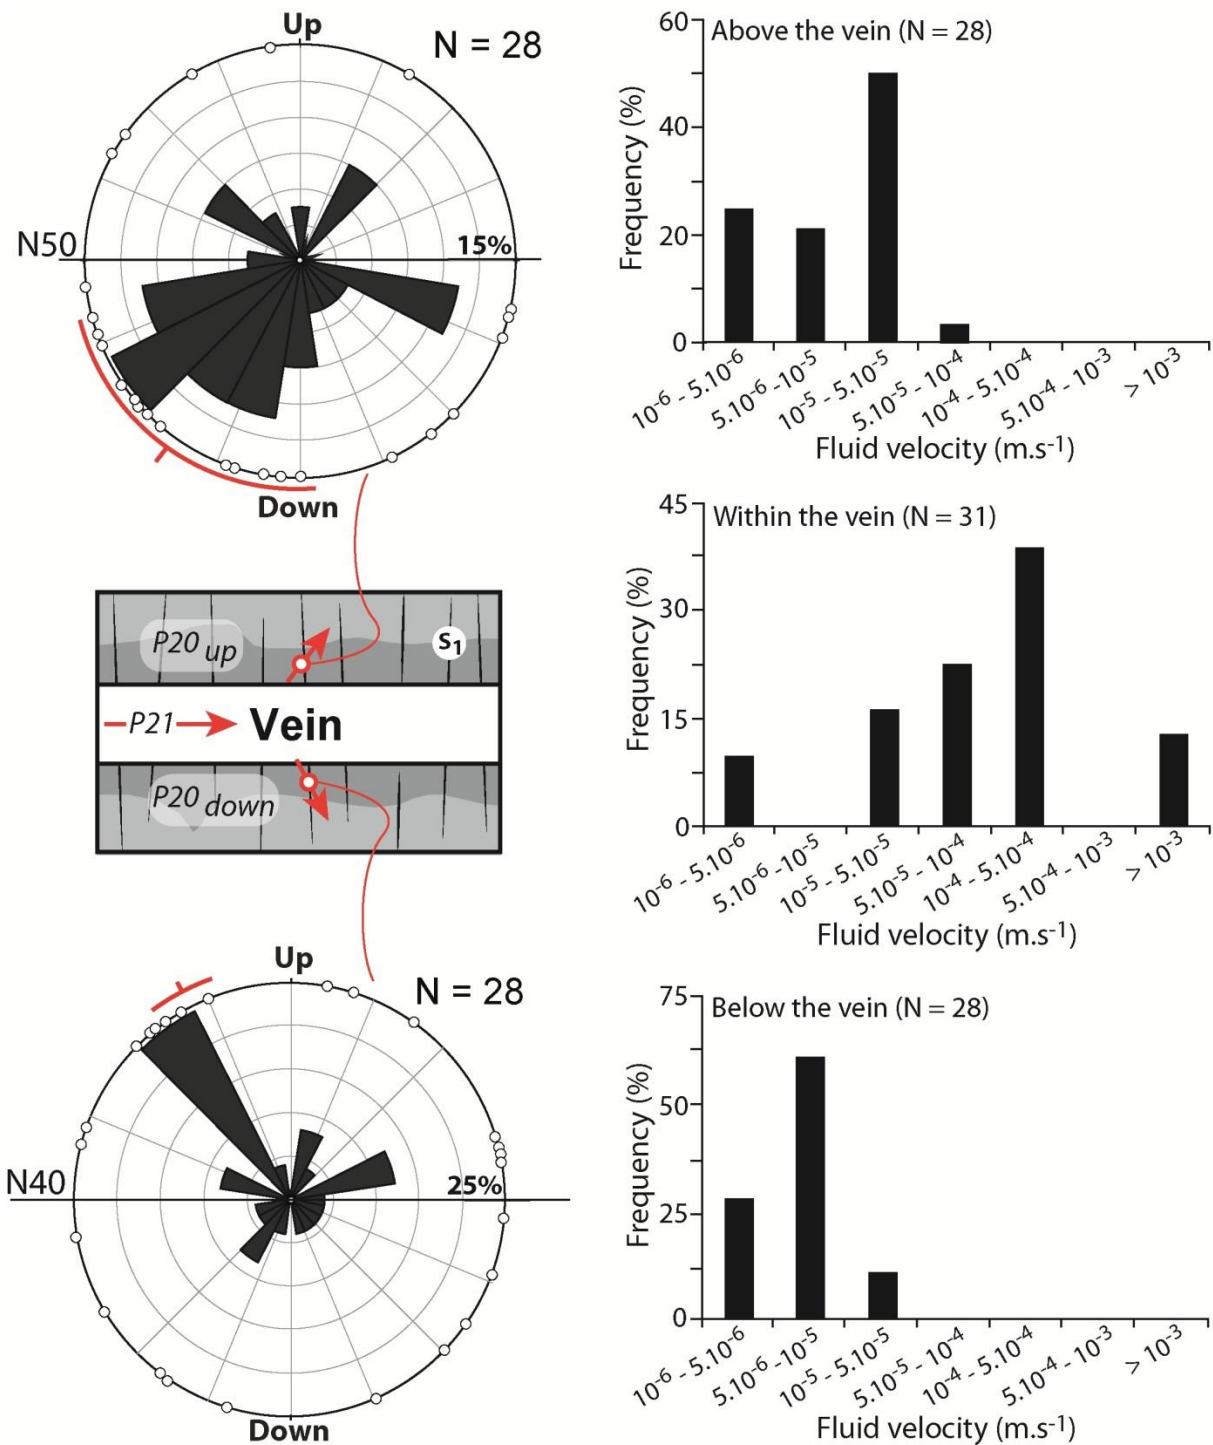 Up
N = 28
N50
15%
Down
P20 up
S1
P21
Vein
P20 down
Up
N = 28
N40
25%
Down
Above the vein (N = 28)
Frequency (%)
60
40
20
0
10⁻⁶ - 5.10⁻⁶
5.10⁻⁶ -10⁻⁵
10⁻⁵ - 5.10⁻⁵
5.10⁻⁵ - 10⁻⁴
10⁻⁴ - 5.10⁻⁴
5.10⁻⁴ - 10⁻³
> 10⁻³
Fluid velocity (m.s⁻¹)
Within the vein (N = 31)
Frequency (%)
45
30
15
0
10⁻⁶ - 5.10⁻⁶
5.10⁻⁶ -10⁻⁵
10⁻⁵ - 5.10⁻⁵
5.10⁻⁵ - 10⁻⁴
10⁻⁴ - 5.10⁻⁴
5.10⁻⁴ - 10⁻³
> 10⁻³
Fluid velocity (m.s⁻¹)
Below the vein (N = 28)
Frequency (%)
75
50
25
0
10⁻⁶ - 5.10⁻⁶
5.10⁻⁶ -10⁻⁵
10⁻⁵ - 5.10⁻⁵
5.10⁻⁵ - 10⁻⁴
10⁻⁴ - 5.10⁻⁴
5.10⁻⁴ - 10⁻³
> 10⁻³
Fluid velocity (m.s⁻¹)